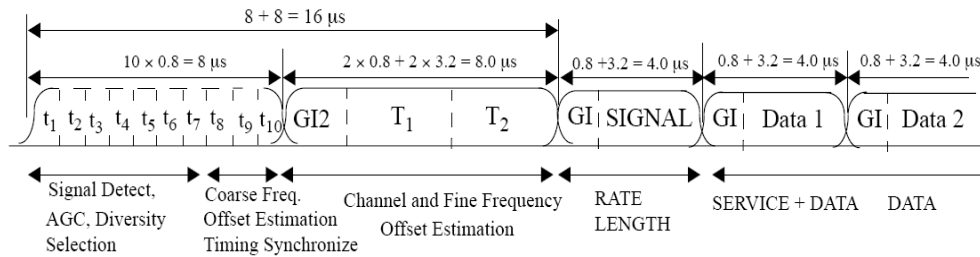 8 + 8 = 16 μs
10 × 0.8 = 8 μs
2 × 0.8 + 2 × 3.2 = 8.0 μs
0.8 +3.2 = 4.0 μs
0.8 + 3.2 = 4.0 μs
0.8 + 3.2 = 4.0 μs
t1 t2 t3 t4 t5 t6 t7 t8 t9 t10 GI2 T1 T2 GI SIGNAL GI Data 1 GI Data 2
Signal Detect,
AGC, Diversity
Selection
Coarse Freq.
Offset Estimation
Timing Synchronize
Channel and Fine Frequency
Offset Estimation
RATE
LENGTH
SERVICE + DATA
DATA